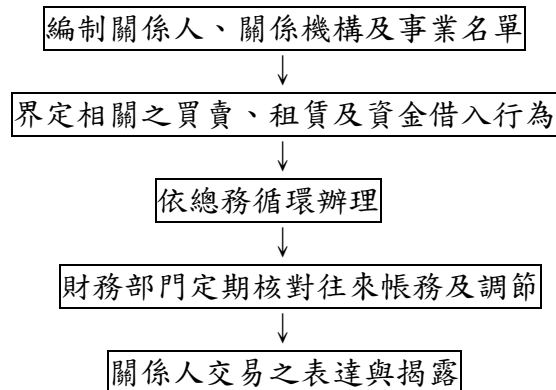 編制關係人、關係機構及事業名單
界定相關之買賣、租賃及資金借入行為
依總務循環辦理
財務部門定期核對往來帳務及調節
關係人交易之表達與揭露